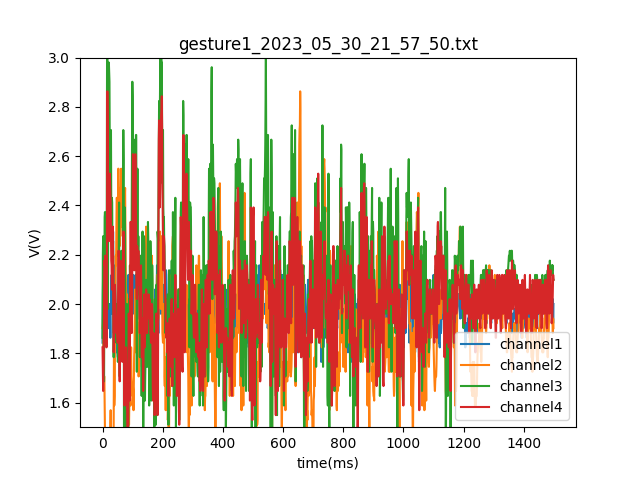 gesture1_2023_05_30_21_57_50.txt
3.0
2.8
2.6
2.4
2.2
2.0
1.8
1.6
V(V)
channel1
channel2
channel3
channel4
0 200 400 600 800 1000 1200 1400
time(ms)